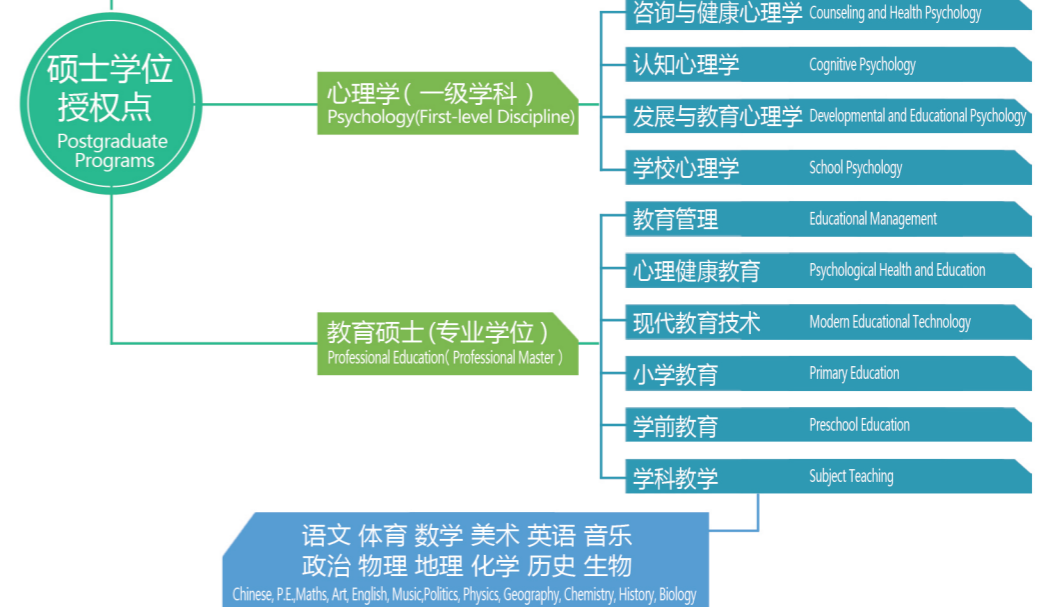 硕士学位
授权点
Postgraduate
Programs
心理学( 一级学科 )
Psychology(First-level Discipline)
咨询与健康心理学 Counseling and Health Psychology
认知心理学 Cognitive Psychology
发展与教育心理学 Developmental and Educational Psychology
学校心理学 School Psychology
教育硕士(专业学位 )
Professional Education( Professional Master )
教育管理 Educational Management
心理健康教育 Psychological Health and Education
现代教育技术 Modern Educational Technology
小学教育 Primary Education
学前教育 Preschool Education
学科教学 Subject Teaching
语文 体育 数学 美术 英语 音乐
政治 物理 地理 化学 历史 生物
Chinese, P.E.,Maths, Art, English, Music,Politics, Physics, Geography, Chemistry, History, Biology